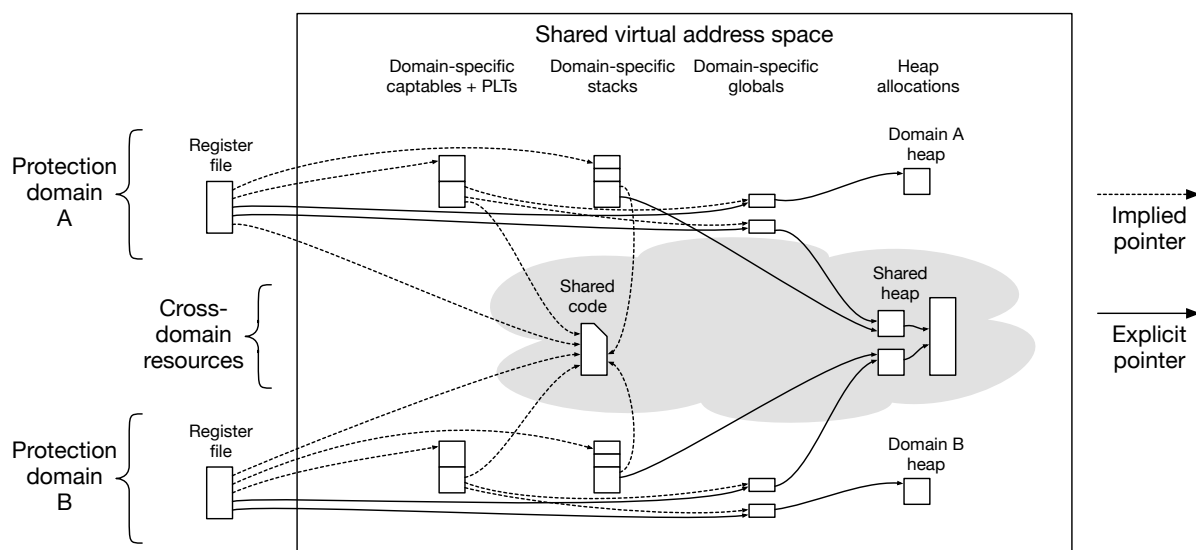 Shared virtual address space
Domain-specific
captables + PLTs
Domain-specific
stacks
Domain-specific
globals
Heap
allocations
Protection
domain
A
Register
file
Domain A
heap
Implied
pointer
Cross-
domain
resources
Shared
code
Shared
heap
Explicit
pointer
Protection
domain
B
Register
file
Domain B
heap